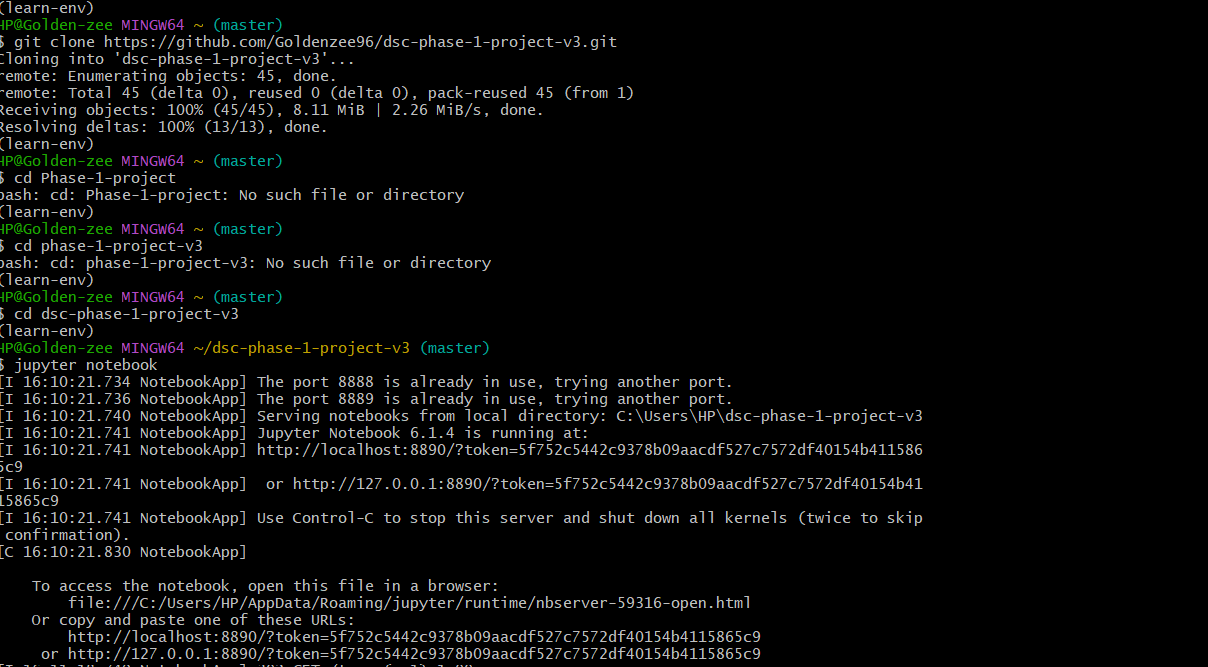 (learn-env)
HP@Golden-zee MINGW64 ~ (master)
$ git clone https://github.com/Goldenzee96/dsc-phase-1-project-v3.git
Cloning into 'dsc-phase-1-project-v3'...
remote: Enumerating objects: 45, done.
remote: Total 45 (delta 0), reused 0 (delta 0), pack-reused 45 (from 1)
Receiving objects: 100% (45/45), 8.11 MiB | 2.26 MiB/s, done.
Resolving deltas: 100% (13/13), done.
(learn-env)
HP@Golden-zee MINGW64 ~ (master)
$ cd Phase-1-project
bash: cd: Phase-1-project: No such file or directory
(learn-env)
HP@Golden-zee MINGW64 ~ (master)
$ cd phase-1-project-v3
bash: cd: phase-1-project-v3: No such file or directory
(learn-env)
HP@Golden-zee MINGW64 ~ (master)
$ cd dsc-phase-1-project-v3
(learn-env)
HP@Golden-zee MINGW64 ~/dsc-phase-1-project-v3 (master)
$ jupyter notebook
[I 16:10:21.734 NotebookApp] The port 8888 is already in use, trying another port.
[I 16:10:21.736 NotebookApp] The port 8889 is already in use, trying another port.
[I 16:10:21.740 NotebookApp] Serving notebooks from local directory: C:\Users\HP\dsc-phase-1-project-v3
[I 16:10:21.741 NotebookApp] Jupyter Notebook 6.1.4 is running at:
[I 16:10:21.741 NotebookApp] http://localhost:8890/?token=5f752c5442c9378b09aacdf527c7572df40154b411586
5c9
[I 16:10:21.741 NotebookApp]  or http://127.0.0.1:8890/?token=5f752c5442c9378b09aacdf527c7572df40154b41
15865c9
[I 16:10:21.741 NotebookApp] Use Control-C to stop this server and shut down all kernels (twice to skip
confirmation).
[C 16:10:21.830 NotebookApp]
To access the notebook, open this file in a browser:
file:///C:/Users/HP/AppData/Roaming/jupyter/runtime/nbserver-59316-open.html
Or copy and paste one of these URLs:
http://localhost:8890/?token=5f752c5442c9378b09aacdf527c7572df40154b4115865c9
or http://127.0.0.1:8890/?token=5f752c5442c9378b09aacdf527c7572df40154b4115865c9